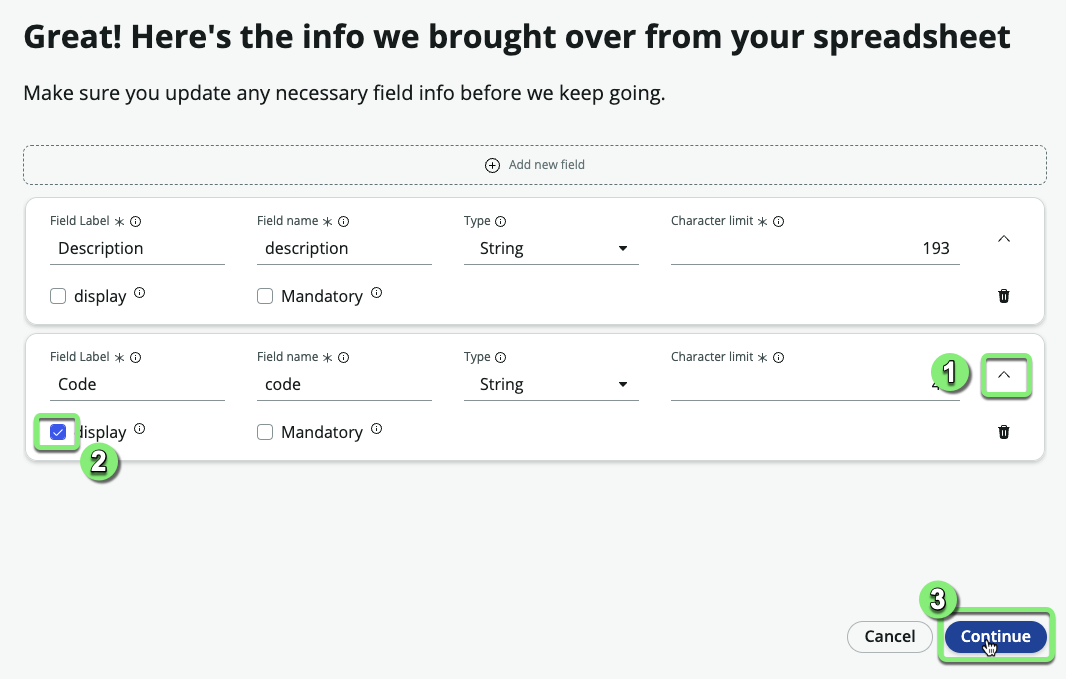 Great! Here's the info we brought over from your spreadsheet
Make sure you update any necessary field info before we keep going.
Add new field
Field Label * Field name * Type Character limit *
Description description String 193
display Mandatory
Field Label * Field name * Type Character limit *
Code code String
1
display Mandatory
2
3
Cancel Continue